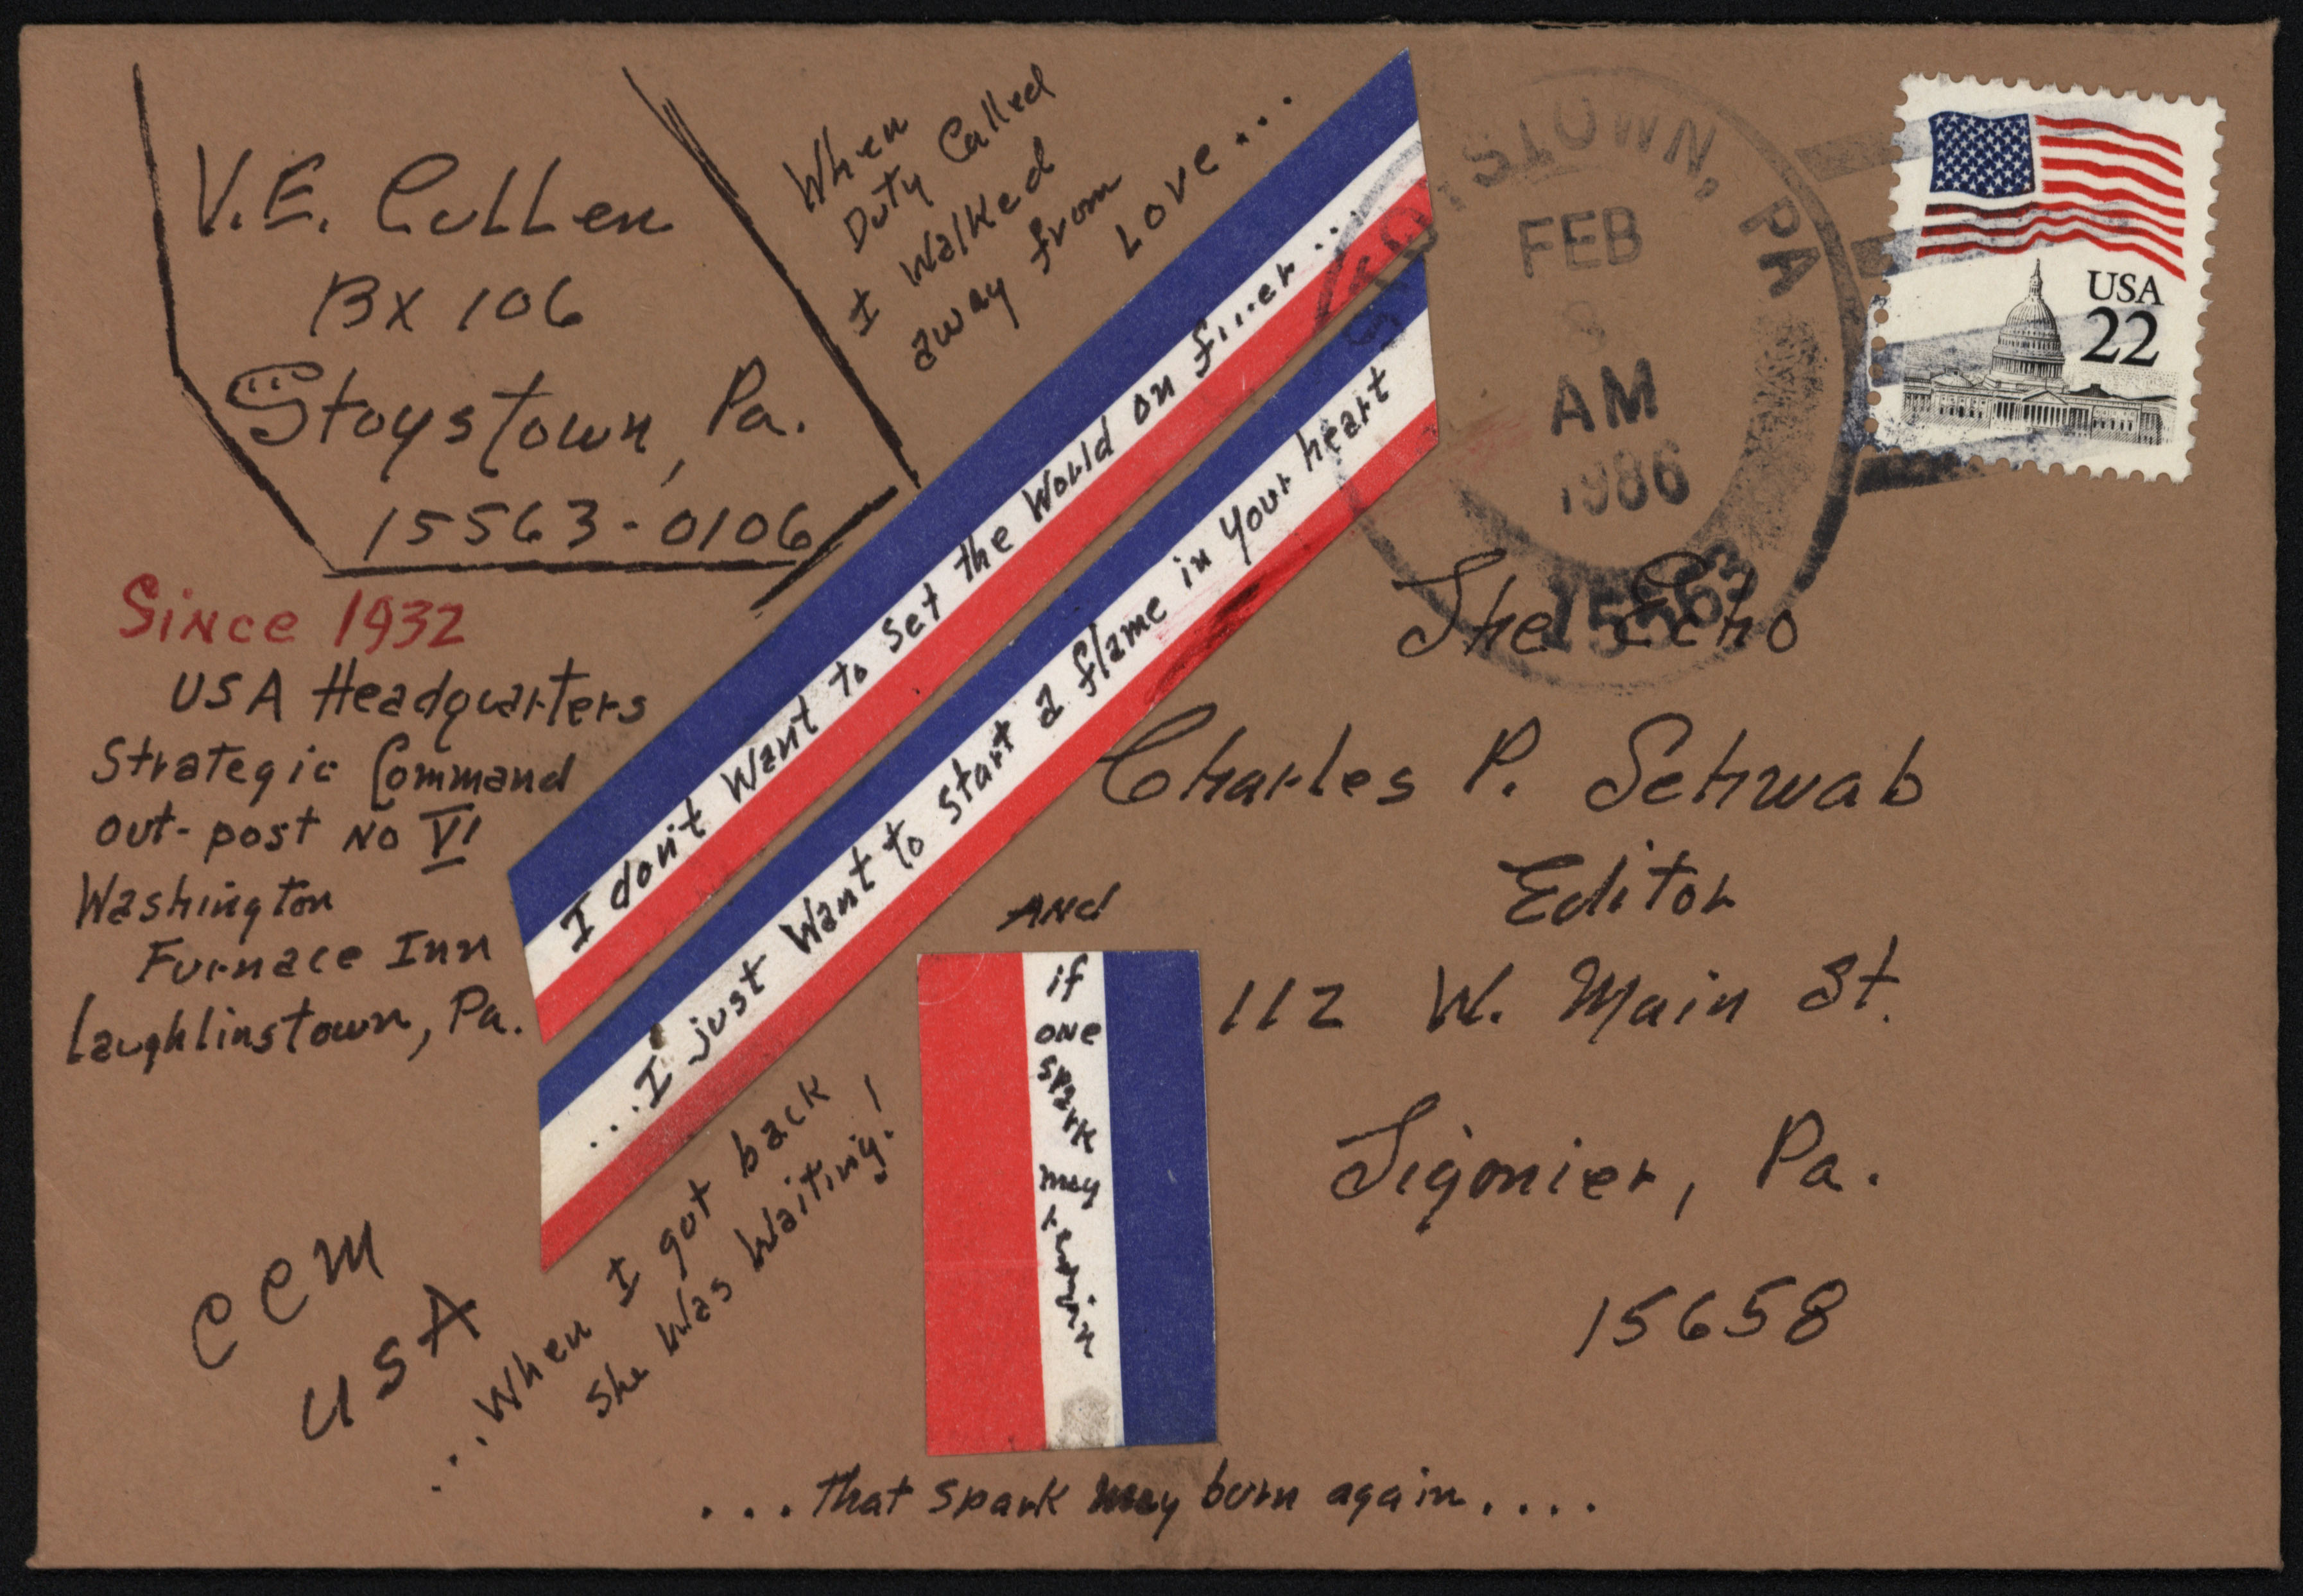 V.E. Cullen
BX 106
Stoystown, Pa.
15563-0106
When
Duty Called
I Walked
away from
Love...
STOYSTOWN, PA
FEB
8
AM
1986
15563
USA
22
Since 1932
USA Headquarters
Strategic Command
out-post No VI
Washington
Furnace Inn
Laughlinstown, Pa.
I don't Want to Set the World on f...er...
...I just Want to Start a flame in your heart
The Echo
Charles P. Schwab
Editor
112 W. Main St.
Ligonier, Pa.
15658
AND
if
one
spark
may
remain
...When I got back
She Was Waiting!
CCM
USA
...that spark may burn again....